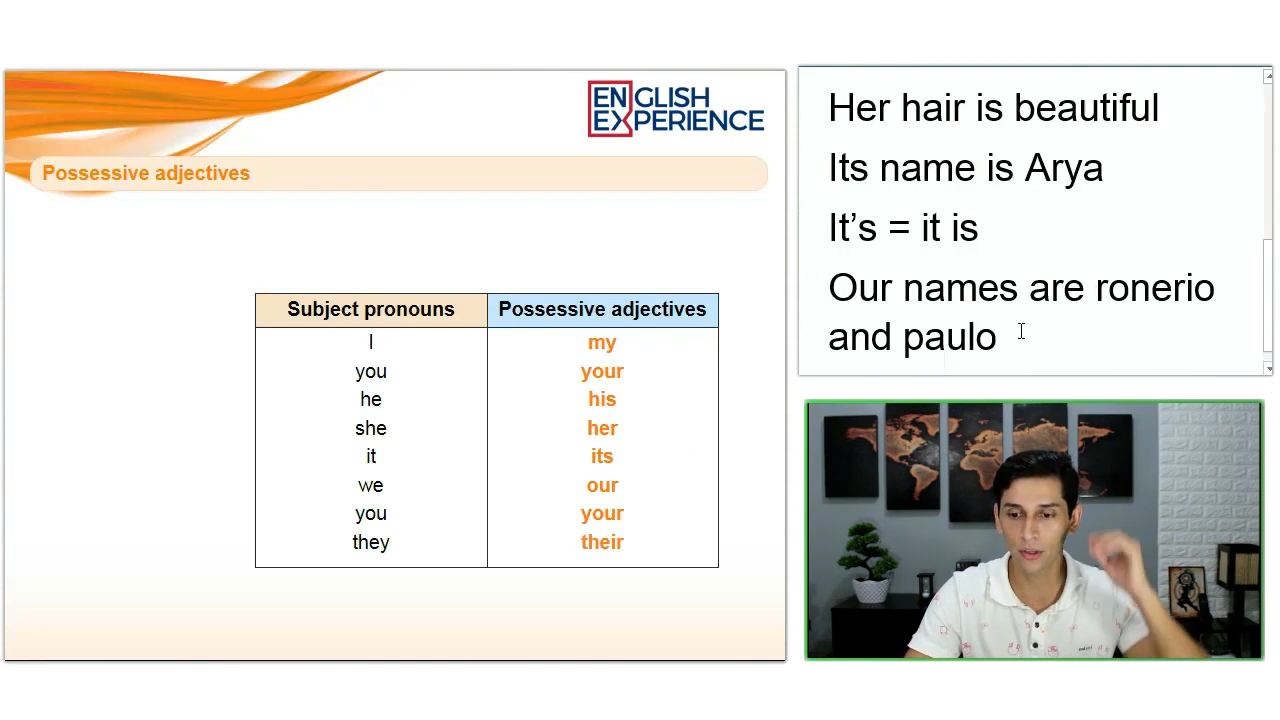 ENGLISH
EXPERIENCE
Possessive adjectives
Subject pronouns Possessive adjectives
I my
you your
he his
she her
it its
we our
you your
they their
Her hair is beautiful
Its name is Arya
It’s = it is
Our names are ronerio
and paulo